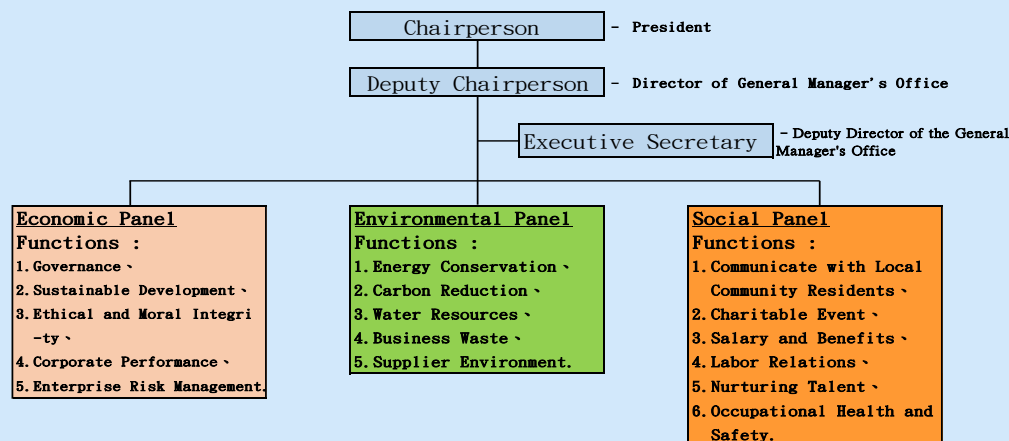 Chairperson - President
Deputy Chairperson - Director of General Manager's Office
Executive Secretary
- Deputy Director of the General
Manager's Office
Economic Panel
Functions :
1.Governance、
2.Sustainable Development、
3.Ethical and Moral Integri
-ty、
4.Corporate Performance、
5.Enterprise Risk Management.
Environmental Panel
Functions :
1.Energy Conservation、
2.Carbon Reduction、
3.Water Resources、
4.Business Waste、
5.Supplier Environment.
Social Panel
Functions :
1.Communicate with Local
Community Residents、
2.Charitable Event、
3.Salary and Benefits、
4.Labor Relations、
5.Nurturing Talent、
6.Occupational Health and
Safety.